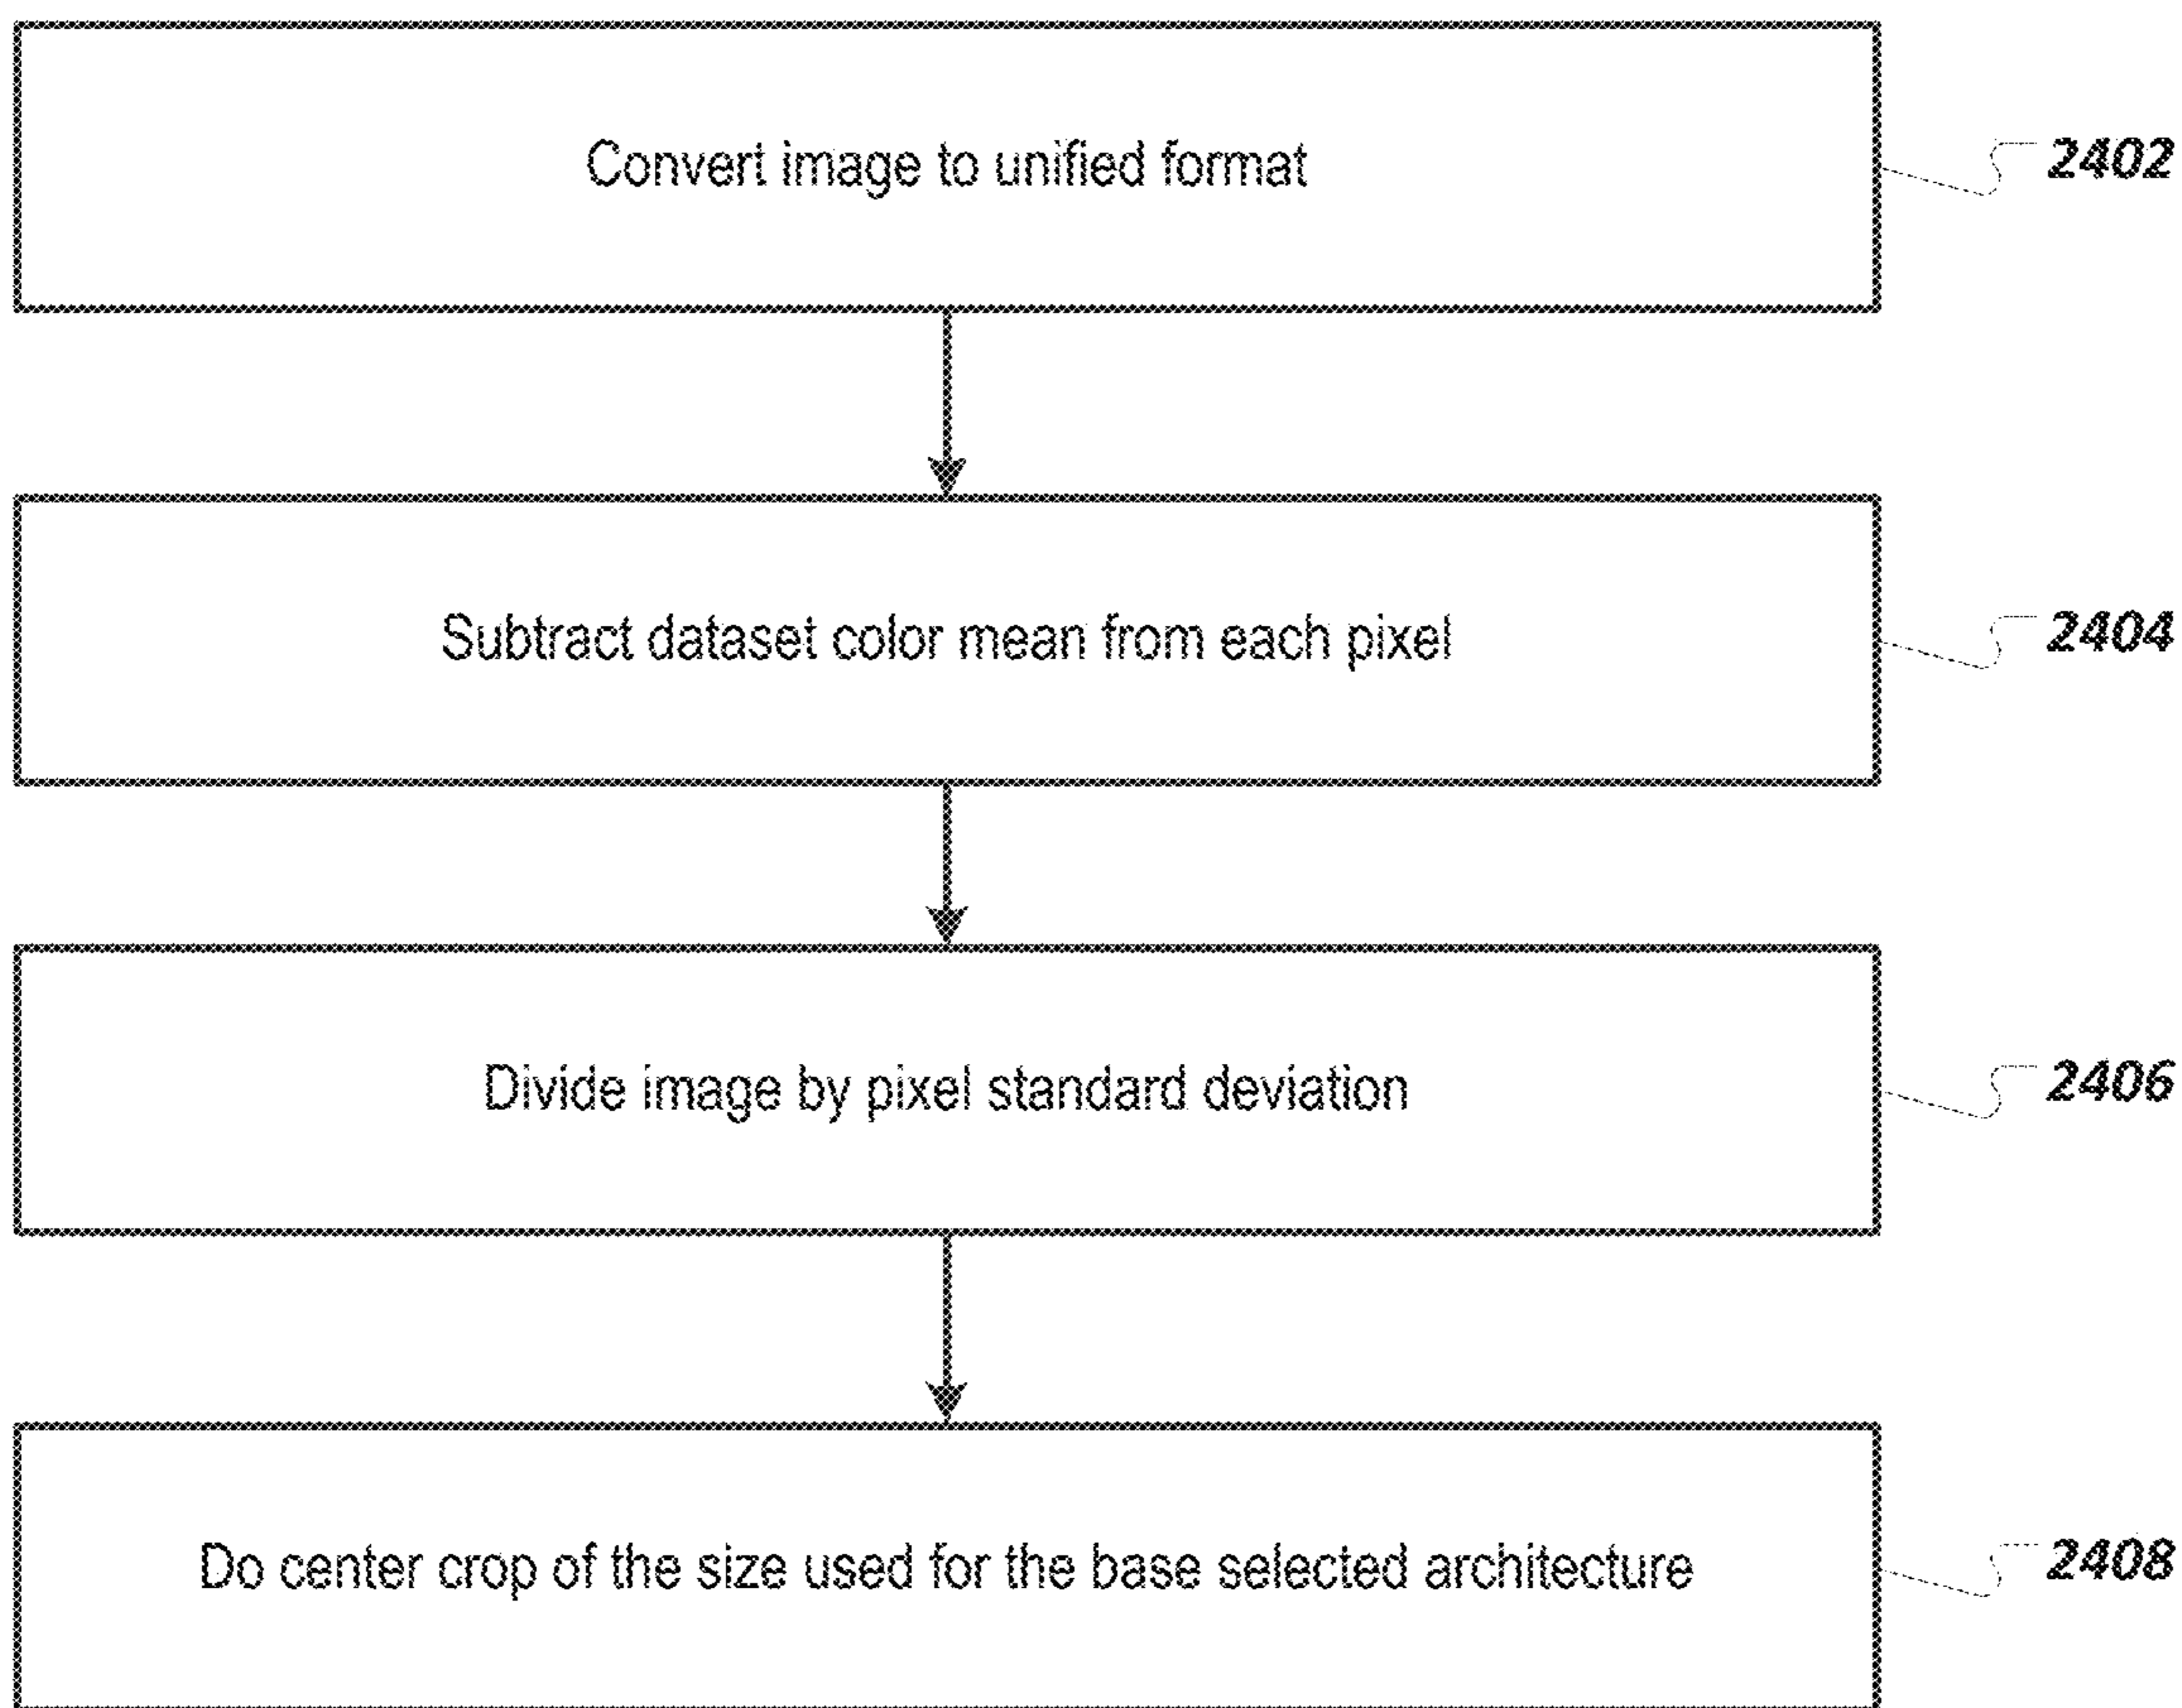 Convert image to unified format
2402
Subtract dataset color mean from each pixel
2404
Divide image by pixel standard deviation
2406
Do center crop of the size used for the base selected architecture
2408